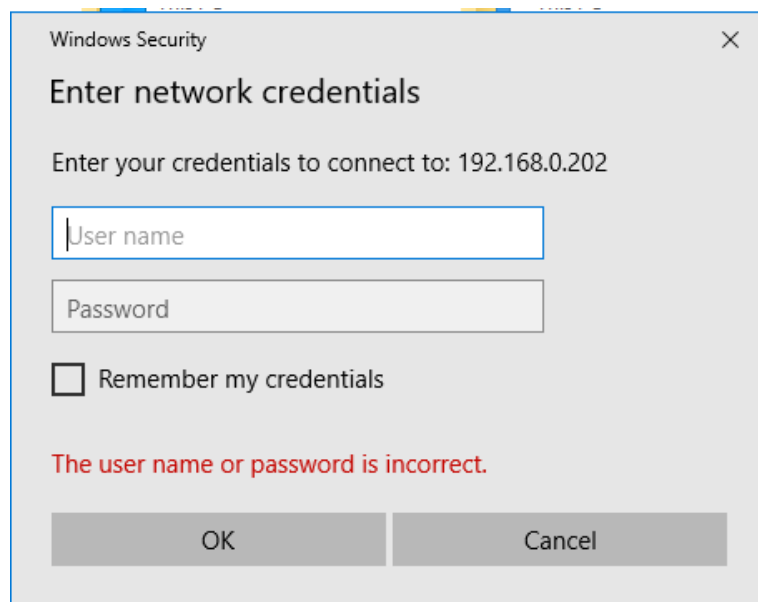 Windows Security
Enter network credentials
Enter your credentials to connect to: 192.168.0.202
User name
Password
Remember my credentials
The user name or password is incorrect.
OK
Cancel